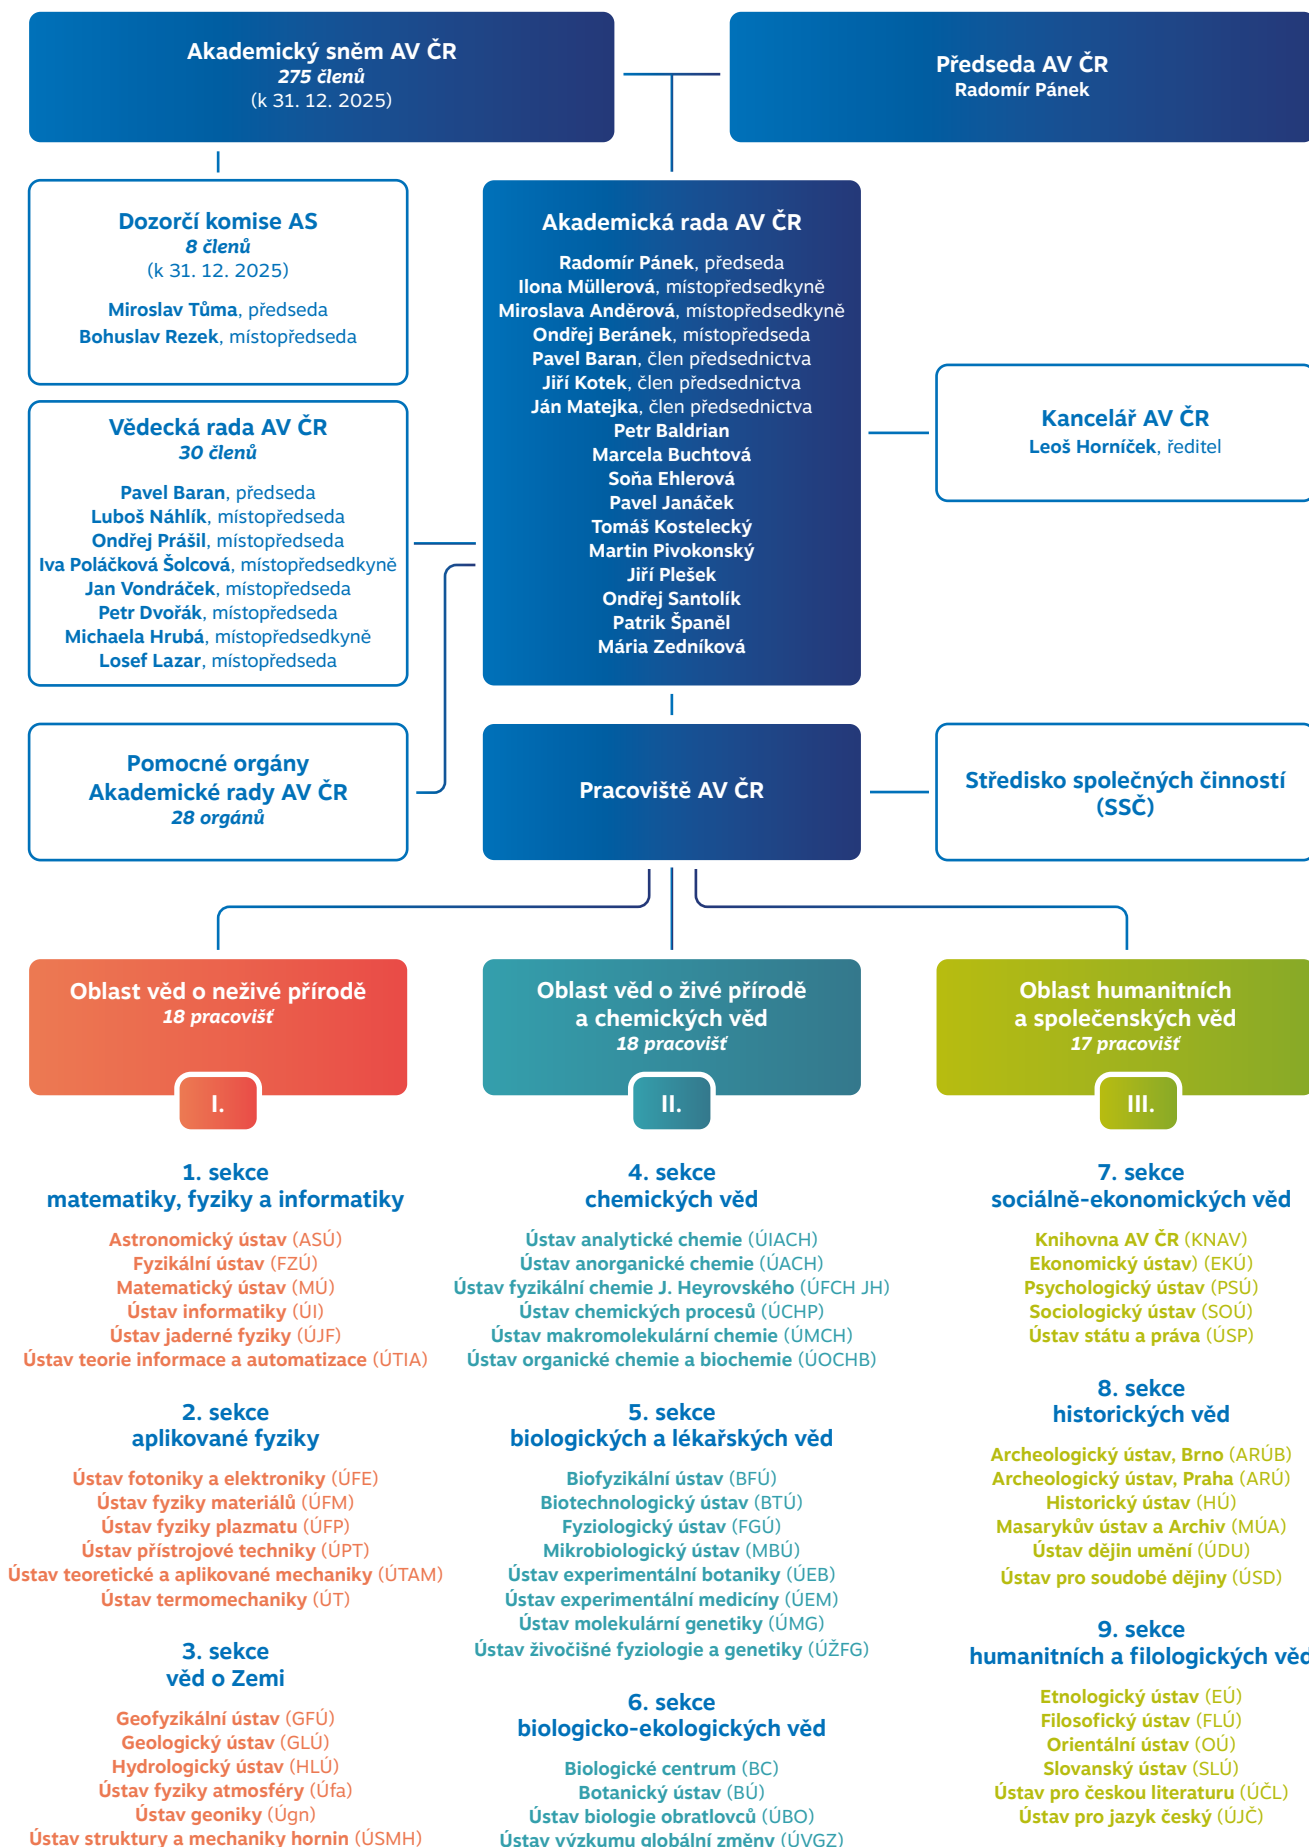 Akademický sněm AV ČR
275 členů
(k 31. 12. 2025)
Předseda AV ČR
Radomír Pánek
Dozorčí komise AS
8 členů
(k 31. 12. 2025)
Miroslav Tůma, předseda
Bohuslav Rezek, místopředseda
Akademická rada AV ČR
Radomír Pánek, předseda
Ilona Müllerová, místopředsedkyně
Miroslava Anděrová, místopředsedkyně
Ondřej Beránek, místopředseda
Pavel Baran, člen předsednictva
Jiří Kotek, člen předsednictva
Ján Matejka, člen předsednictva
Petr Baldrian
Marcela Buchtová
Soňa Ehlerová
Pavel Janáček
Tomáš Kostelecký
Martin Pivokonský
Jiří Plešek
Ondřej Santolík
Patrik Španěl
Mária Zedníková
Kancelář AV ČR
Leoš Horníček, ředitel
Vědecká rada AV ČR
30 členů
Pavel Baran, předseda
Luboš Náhlík, místopředseda
Ondřej Prášil, místopředseda
Iva Poláčková Šolcová, místopředsedkyně
Jan Vondráček, místopředseda
Petr Dvořák, místopředseda
Michaela Hrubá, místopředsedkyně
Losef Lazar, místopředseda
Pomocné orgány
Akademické rady AV ČR
28 orgánů
Pracoviště AV ČR
Středisko společných činností
(SSČ)
Oblast věd o neživé přírodě
18 pracovišť
I.
1. sekce
matematiky, fyziky a informatiky
Astronomický ústav (ASÚ)
Fyzikální ústav (FZÚ)
Matematický ústav (MÚ)
Ústav informatiky (ÚI)
Ústav jaderné fyziky (ÚJF)
Ústav teorie informace a automatizace (ÚTIA)
2. sekce
aplikované fyziky
Ústav fotoniky a elektroniky (ÚFE)
Ústav fyziky materiálů (ÚFM)
Ústav fyziky plazmatu (ÚFP)
Ústav přístrojové techniky (ÚPT)
Ústav teoretické a aplikované mechaniky (ÚTAM)
Ústav termomechaniky (ÚT)
3. sekce
věd o Zemi
Geofyzikální ústav (GFÚ)
Geologický ústav (GLÚ)
Hydrologický ústav (HLÚ)
Ústav fyziky atmosféry (Úfa)
Ústav geoniky (Úgn)
Ústav struktury a mechaniky hornin (ÚSMH)
Oblast věd o živé přírodě
a chemických věd
18 pracovišť
II.
4. sekce
chemických věd
Ústav analytické chemie (ÚIACH)
Ústav anorganické chemie (ÚACH)
Ústav fyzikální chemie J. Heyrovského (ÚFCH JH)
Ústav chemických procesů (ÚCHP)
Ústav makromolekulární chemie (ÚMCH)
Ústav organické chemie a biochemie (ÚOCHB)
5. sekce
biologických a lékařských věd
Biofyzikální ústav (BFÚ)
Biotechnologický ústav (BTÚ)
Fyziologický ústav (FGÚ)
Mikrobiologický ústav (MBÚ)
Ústav experimentální botaniky (ÚEB)
Ústav experimentální medicíny (ÚEM)
Ústav molekulární genetiky (ÚMG)
Ústav živočišné fyziologie a genetiky (ÚŽFG)
6. sekce
biologicko-ekologických věd
Biologické centrum (BC)
Botanický ústav (BÚ)
Ústav biologie obratlovců (ÚBO)
Ústav výzkumu globální změny (ÚVGZ)
Oblast humanitních
a společenských věd
17 pracovišť
III.
7. sekce
sociálně-ekonomických věd
Knihovna AV ČR (KNAV)
Ekonomický ústav) (EKÚ)
Psychologický ústav (PSÚ)
Sociologický ústav (SOÚ)
Ústav státu a práva (ÚSP)
8. sekce
historických věd
Archeologický ústav, Brno (ARÚB)
Archeologický ústav, Praha (ARÚ)
Historický ústav (HÚ)
Masarykův ústav a Archiv (MÚA)
Ústav dějin umění (ÚDU)
Ústav pro soudobé dějiny (ÚSD)
9. sekce
humanitních a filologických věd
Etnologický ústav (EÚ)
Filosofický ústav (FLÚ)
Orientální ústav (OÚ)
Slovanský ústav (SLÚ)
Ústav pro českou literaturu (ÚČL)
Ústav pro jazyk český (ÚJČ)